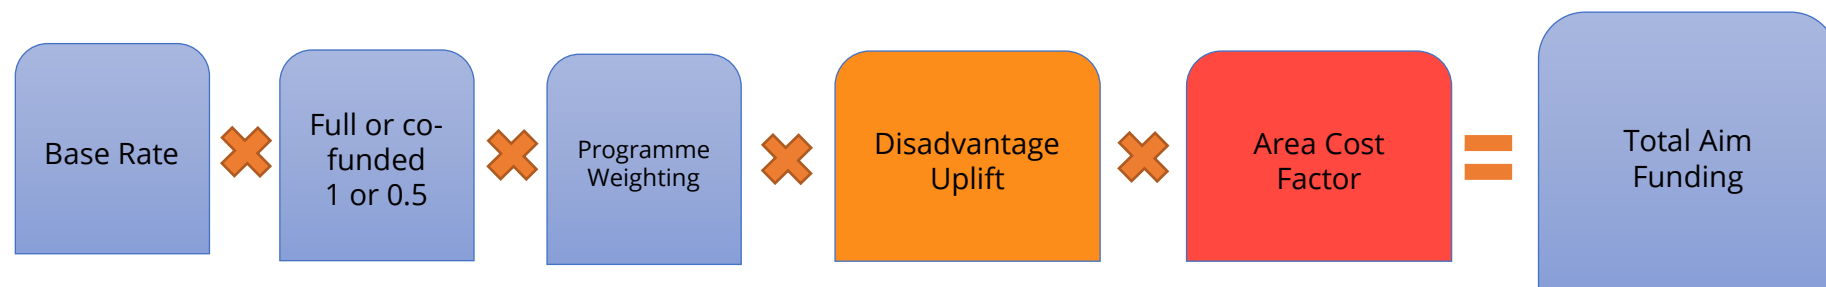 Base Rate
Full or co-
funded
1 or 0.5
Programme
Weighting
Disadvantage
Uplift
Area Cost
Factor
Total Aim
Funding